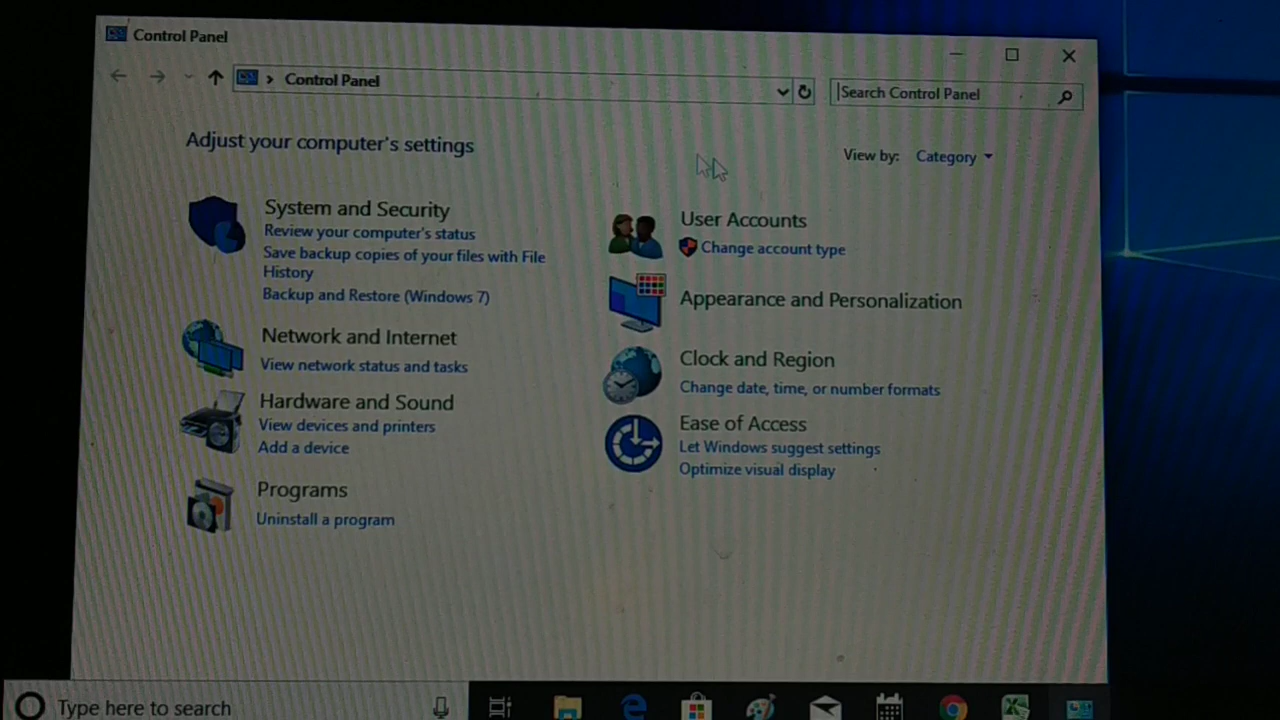 Control Panel
Control Panel
Search Control Panel
Adjust your computer's settings
View by: Category
System and Security
Review your computer's status
Save backup copies of your files with File
History
Backup and Restore (Windows 7)
Network and Internet
View network status and tasks
Hardware and Sound
View devices and printers
Add a device
Programs
Uninstall a program
User Accounts
Change account type
Appearance and Personalization
Clock and Region
Change date, time, or number formats
Ease of Access
Let Windows suggest settings
Optimize visual display
Type here to search